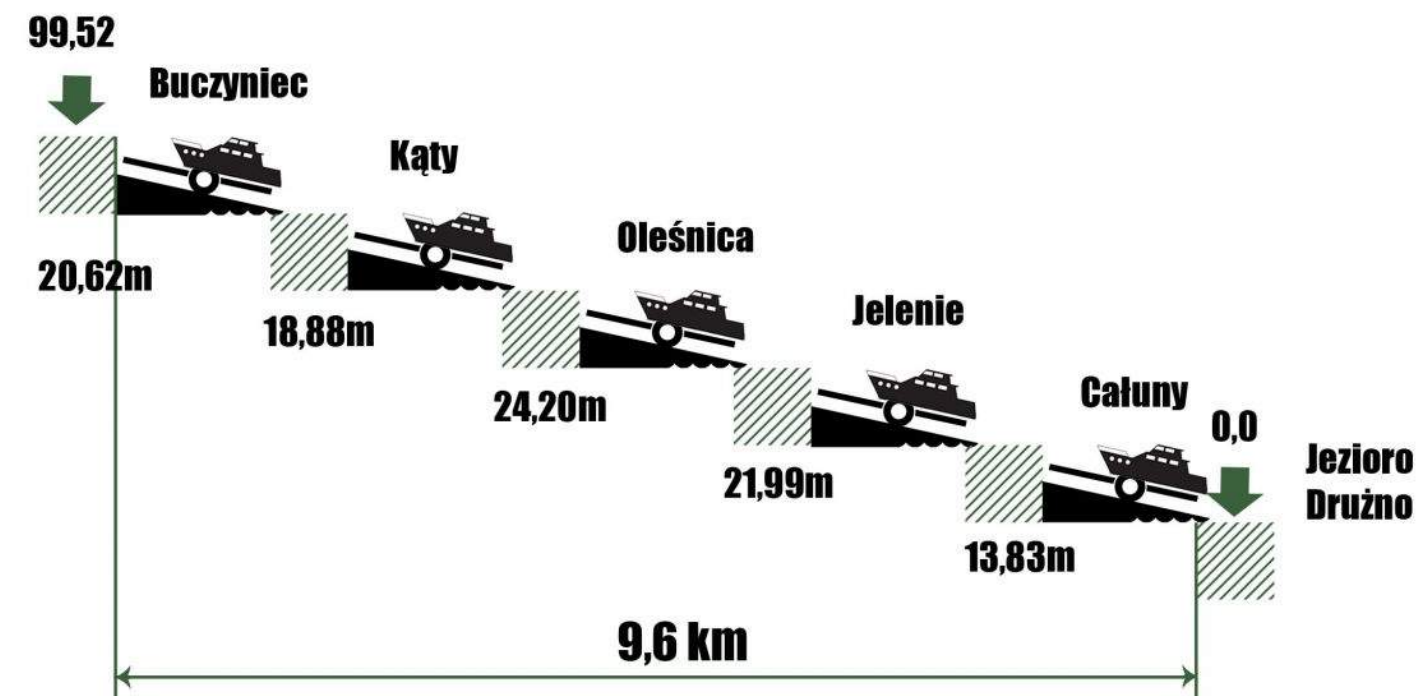 99,52
Buczyniec
Kąty
Oleśnica
Jelenie
Całuny
0,0
Jezioro
Drużno
20,62m
18,88m
24,20m
21,99m
13,83m
9,6 km